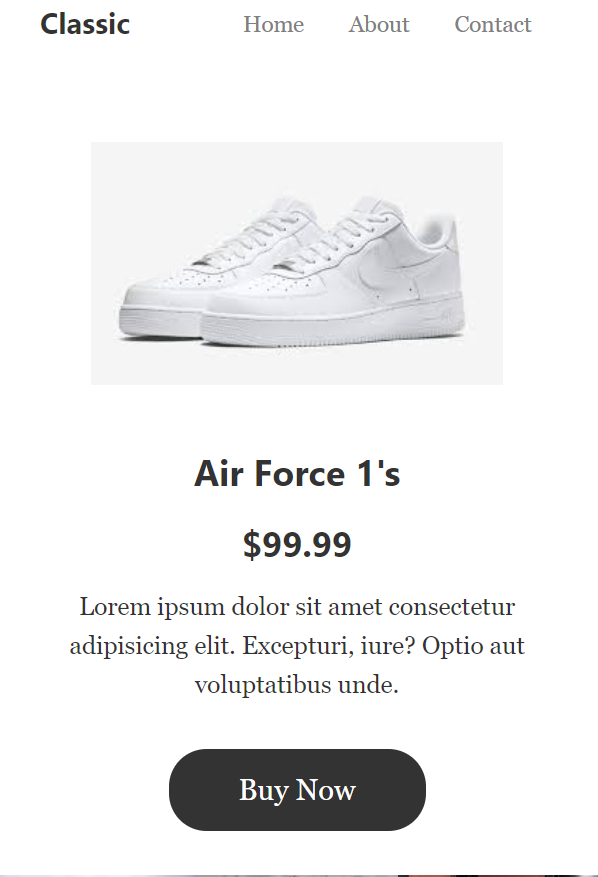 Classic Home About Contact
Air Force 1's
$99.99
Lorem ipsum dolor sit amet consectetur
adipisicing elit. Excepturi, iure? Optio aut
voluptatibus unde.
Buy Now